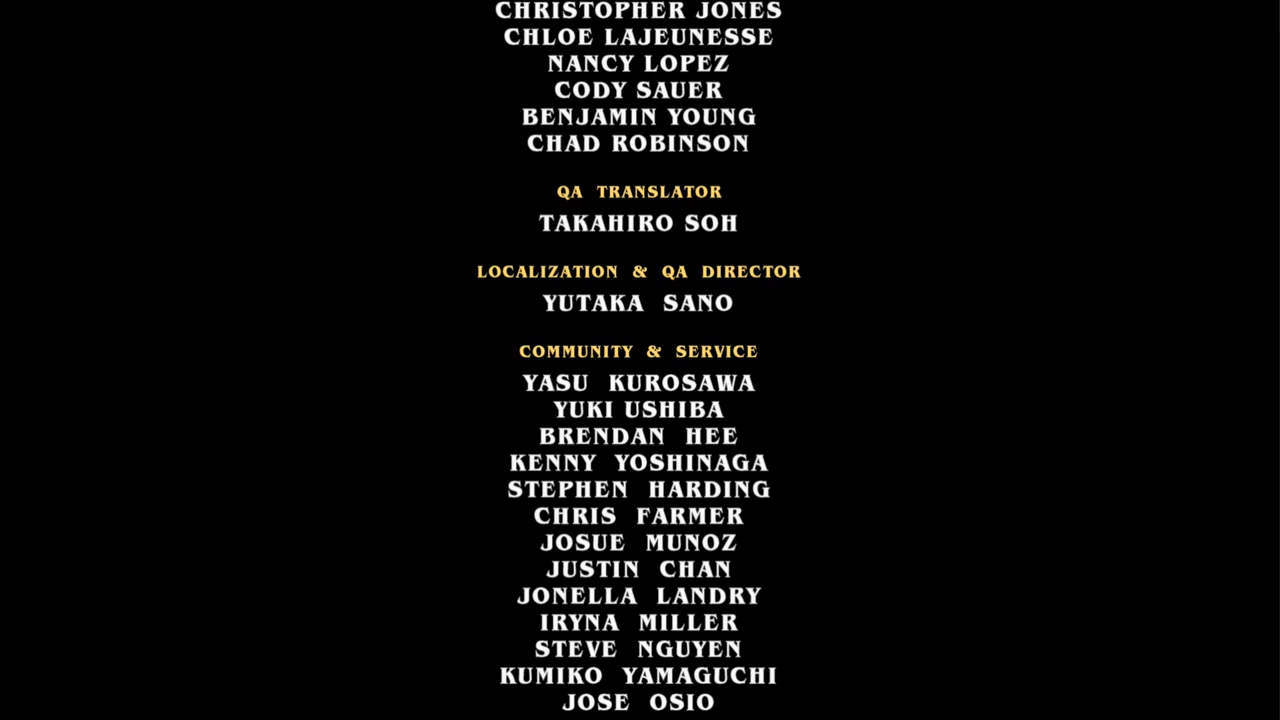 CHRISTOPHER JONES
CHLOE LAJEUNESSE
NANCY LOPEZ
CODY SAUER
BENJAMIN YOUNG
CHAD ROBINSON
QA TRANSLATOR
TAKAHIRO SOH
LOCALIZATION & QA DIRECTOR
YUTAKA SANO
COMMUNITY & SERVICE
YASU KUROSAWA
YUKI USHIBA
BRENDAN HEE
KENNY YOSHINAGA
STEPHEN HARDING
CHRIS FARMER
JOSUE MUNOZ
JUSTIN CHAN
JONELLA LANDRY
IRYNA MILLER
STEVE NGUYEN
KUMIKO YAMAGUCHI
JOSE OSIO